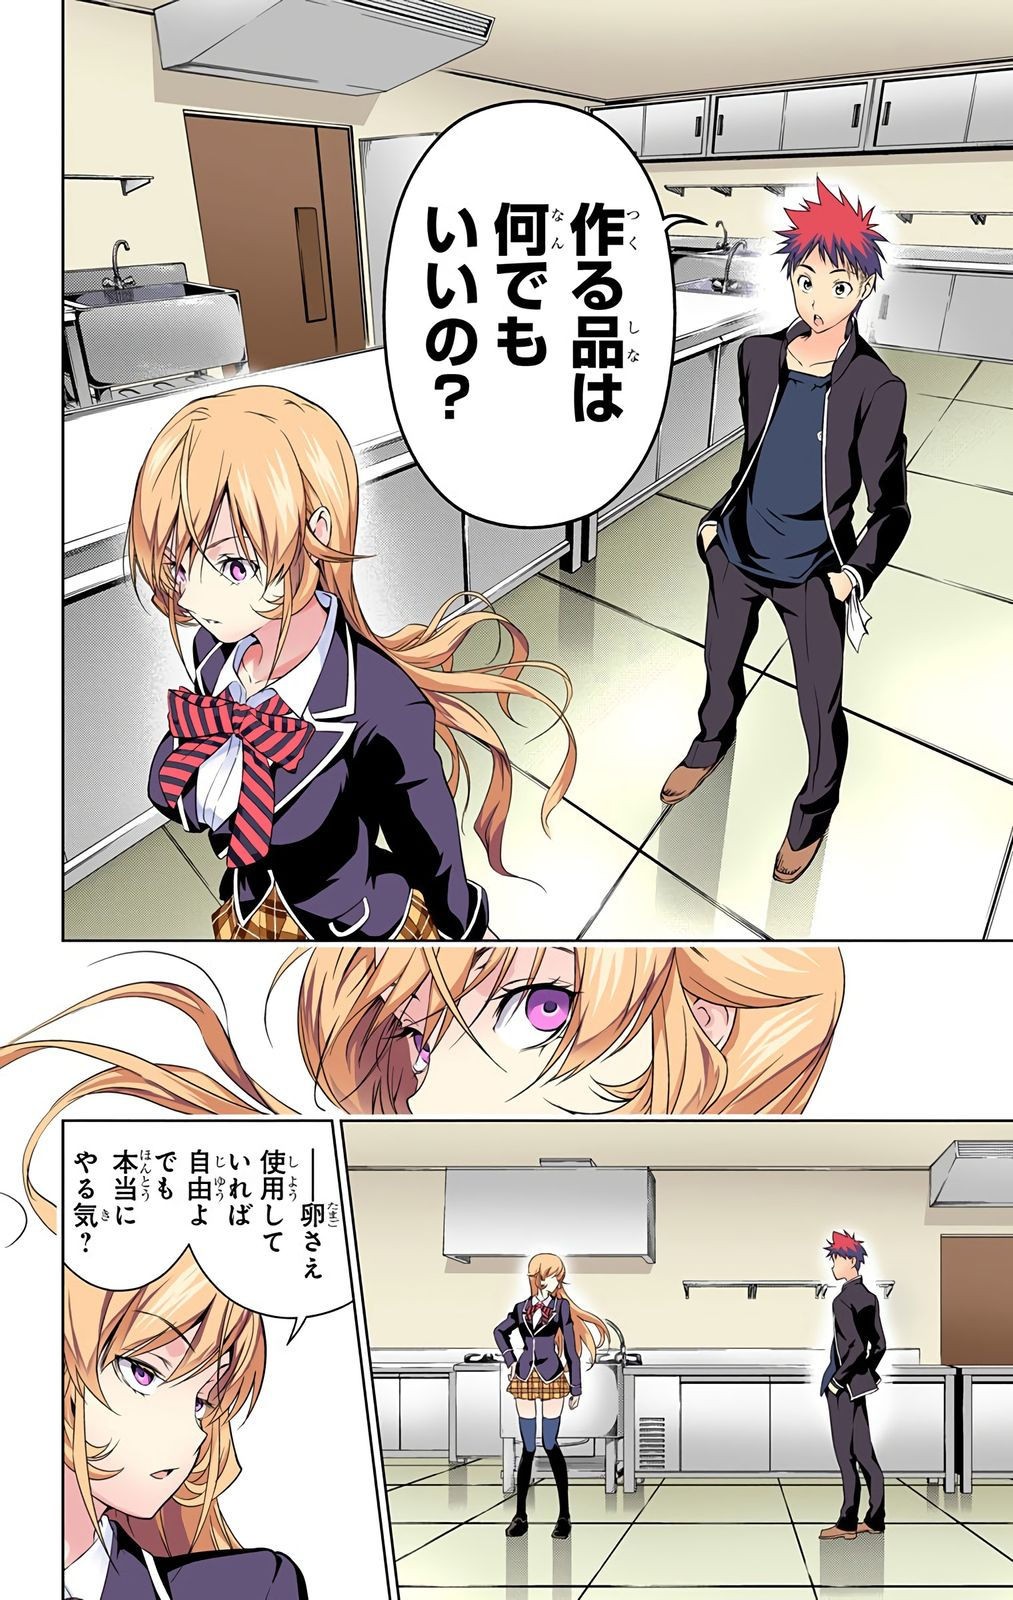 作る品は
何でも
いいの?
――卵さえ
使用して
いれば
自由よ
でも
本当に
やる気?